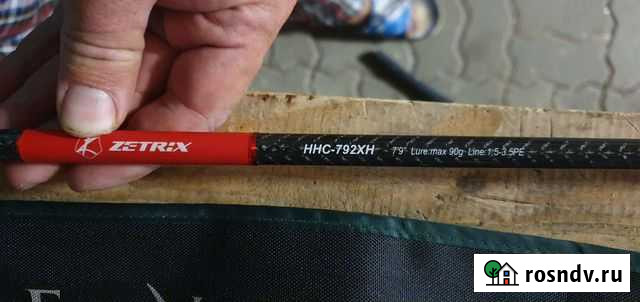 ZETRIX HHC-792XH 7'9" Lure:max 90g Line:1.5-3.5PE
rosndv.ru